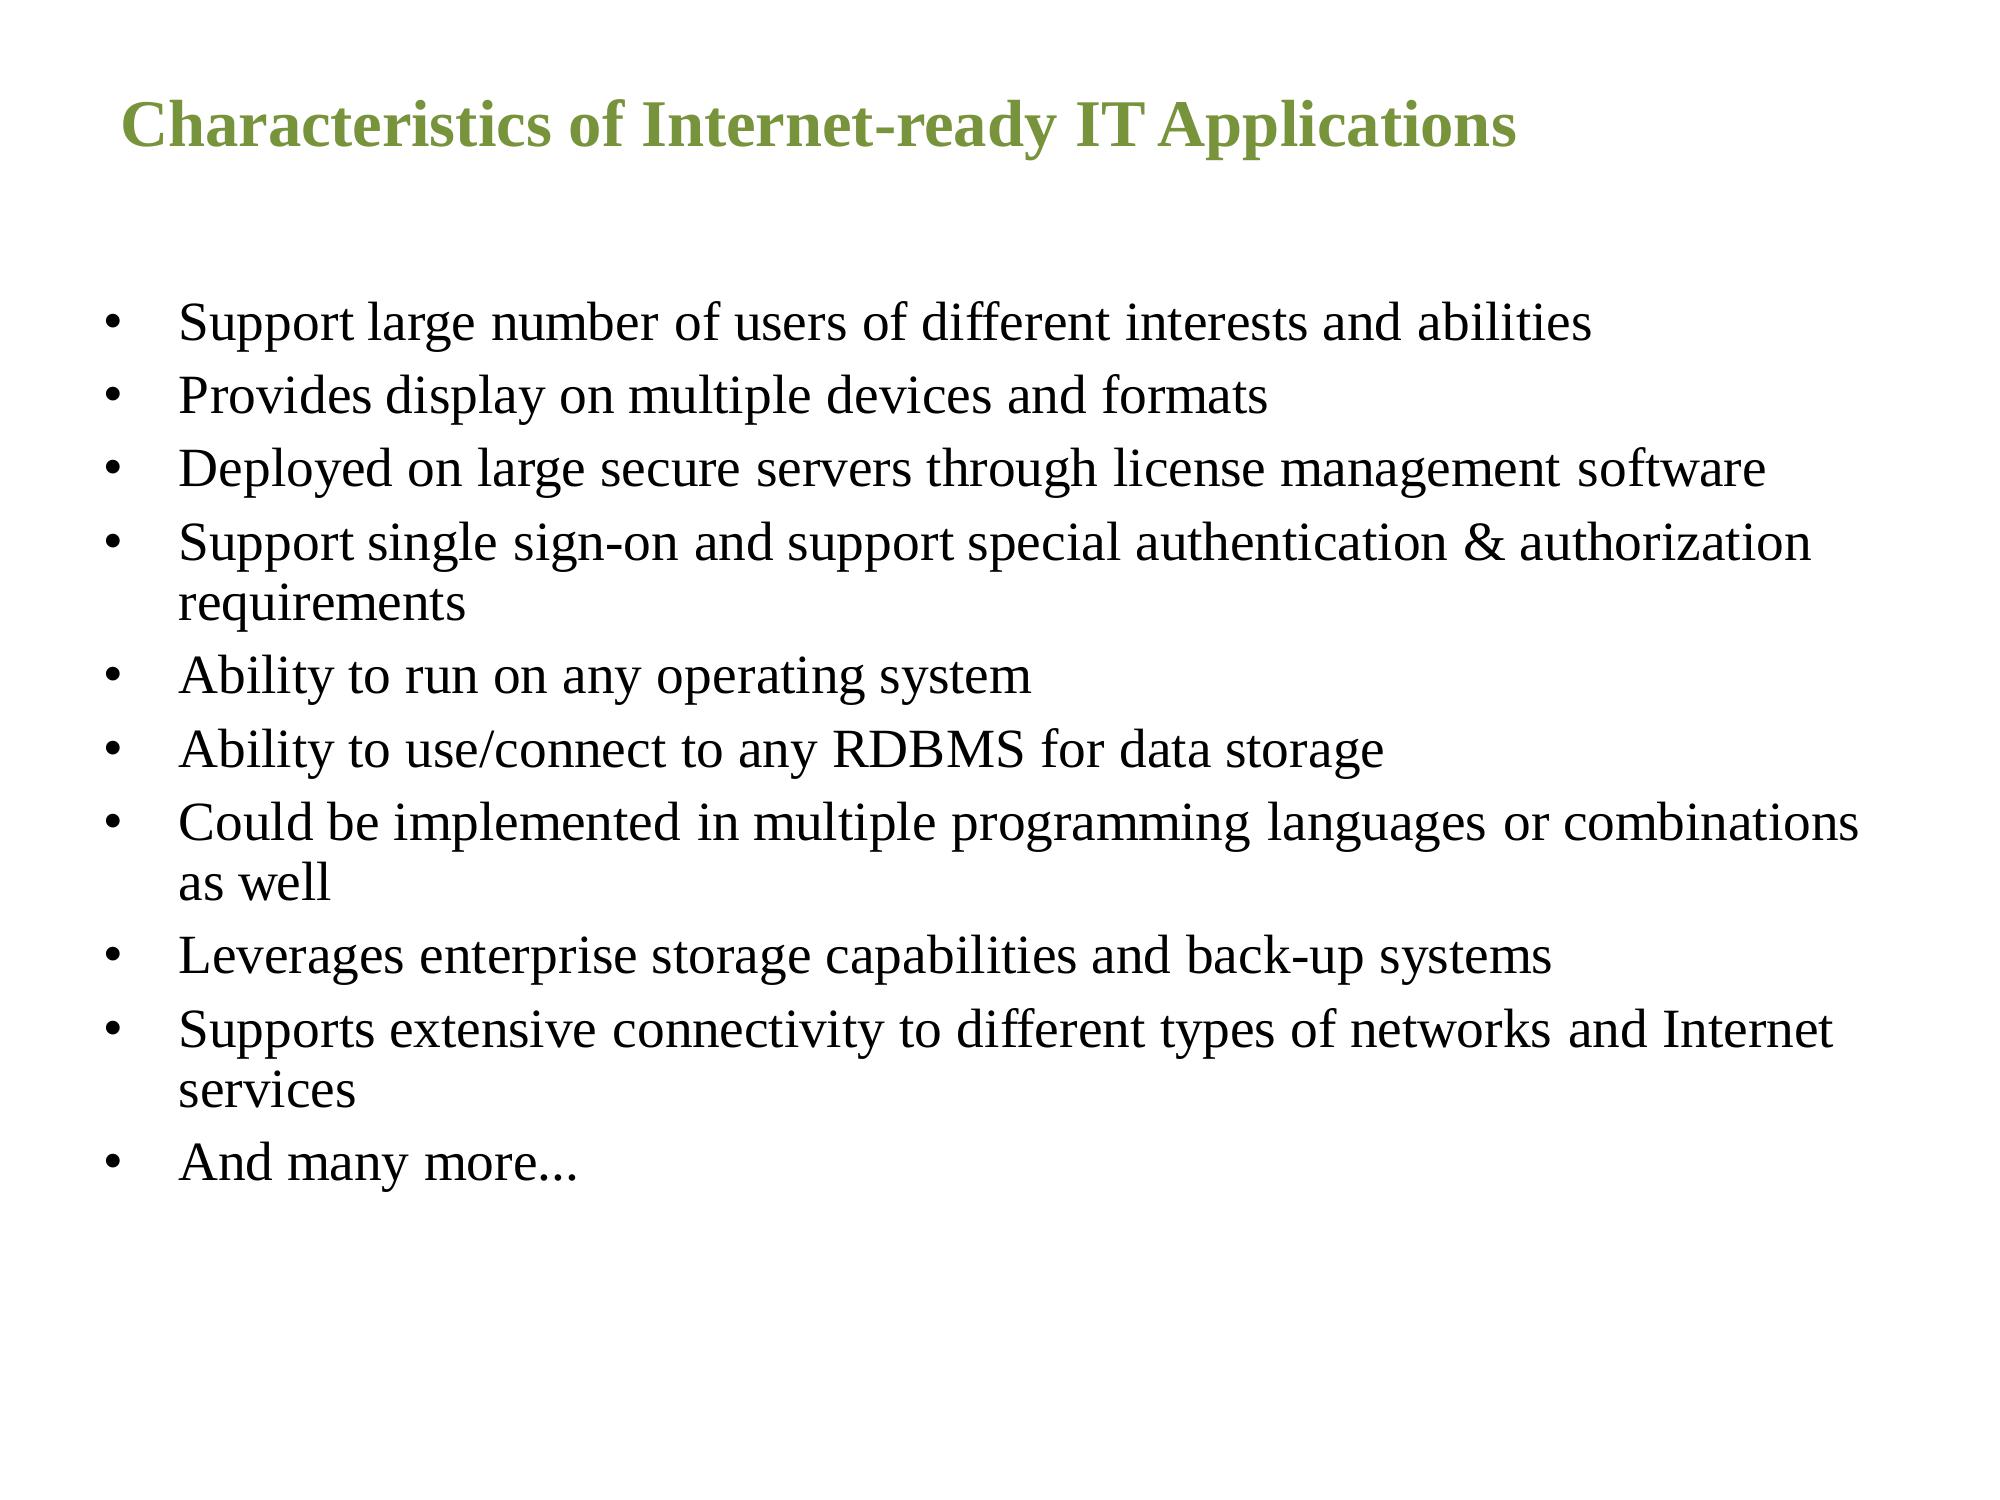 Characteristics of Internet-ready IT Applications
• Support large number of users of different interests and abilities
• Provides display on multiple devices and formats
• Deployed on large secure servers through license management software
• Support single sign-on and support special authentication & authorization
requirements
• Ability to run on any operating system
• Ability to use/connect to any RDBMS for data storage
• Could be implemented in multiple programming languages or combinations
as well
• Leverages enterprise storage capabilities and back-up systems
• Supports extensive connectivity to different types of networks and Internet
services
• And many more...